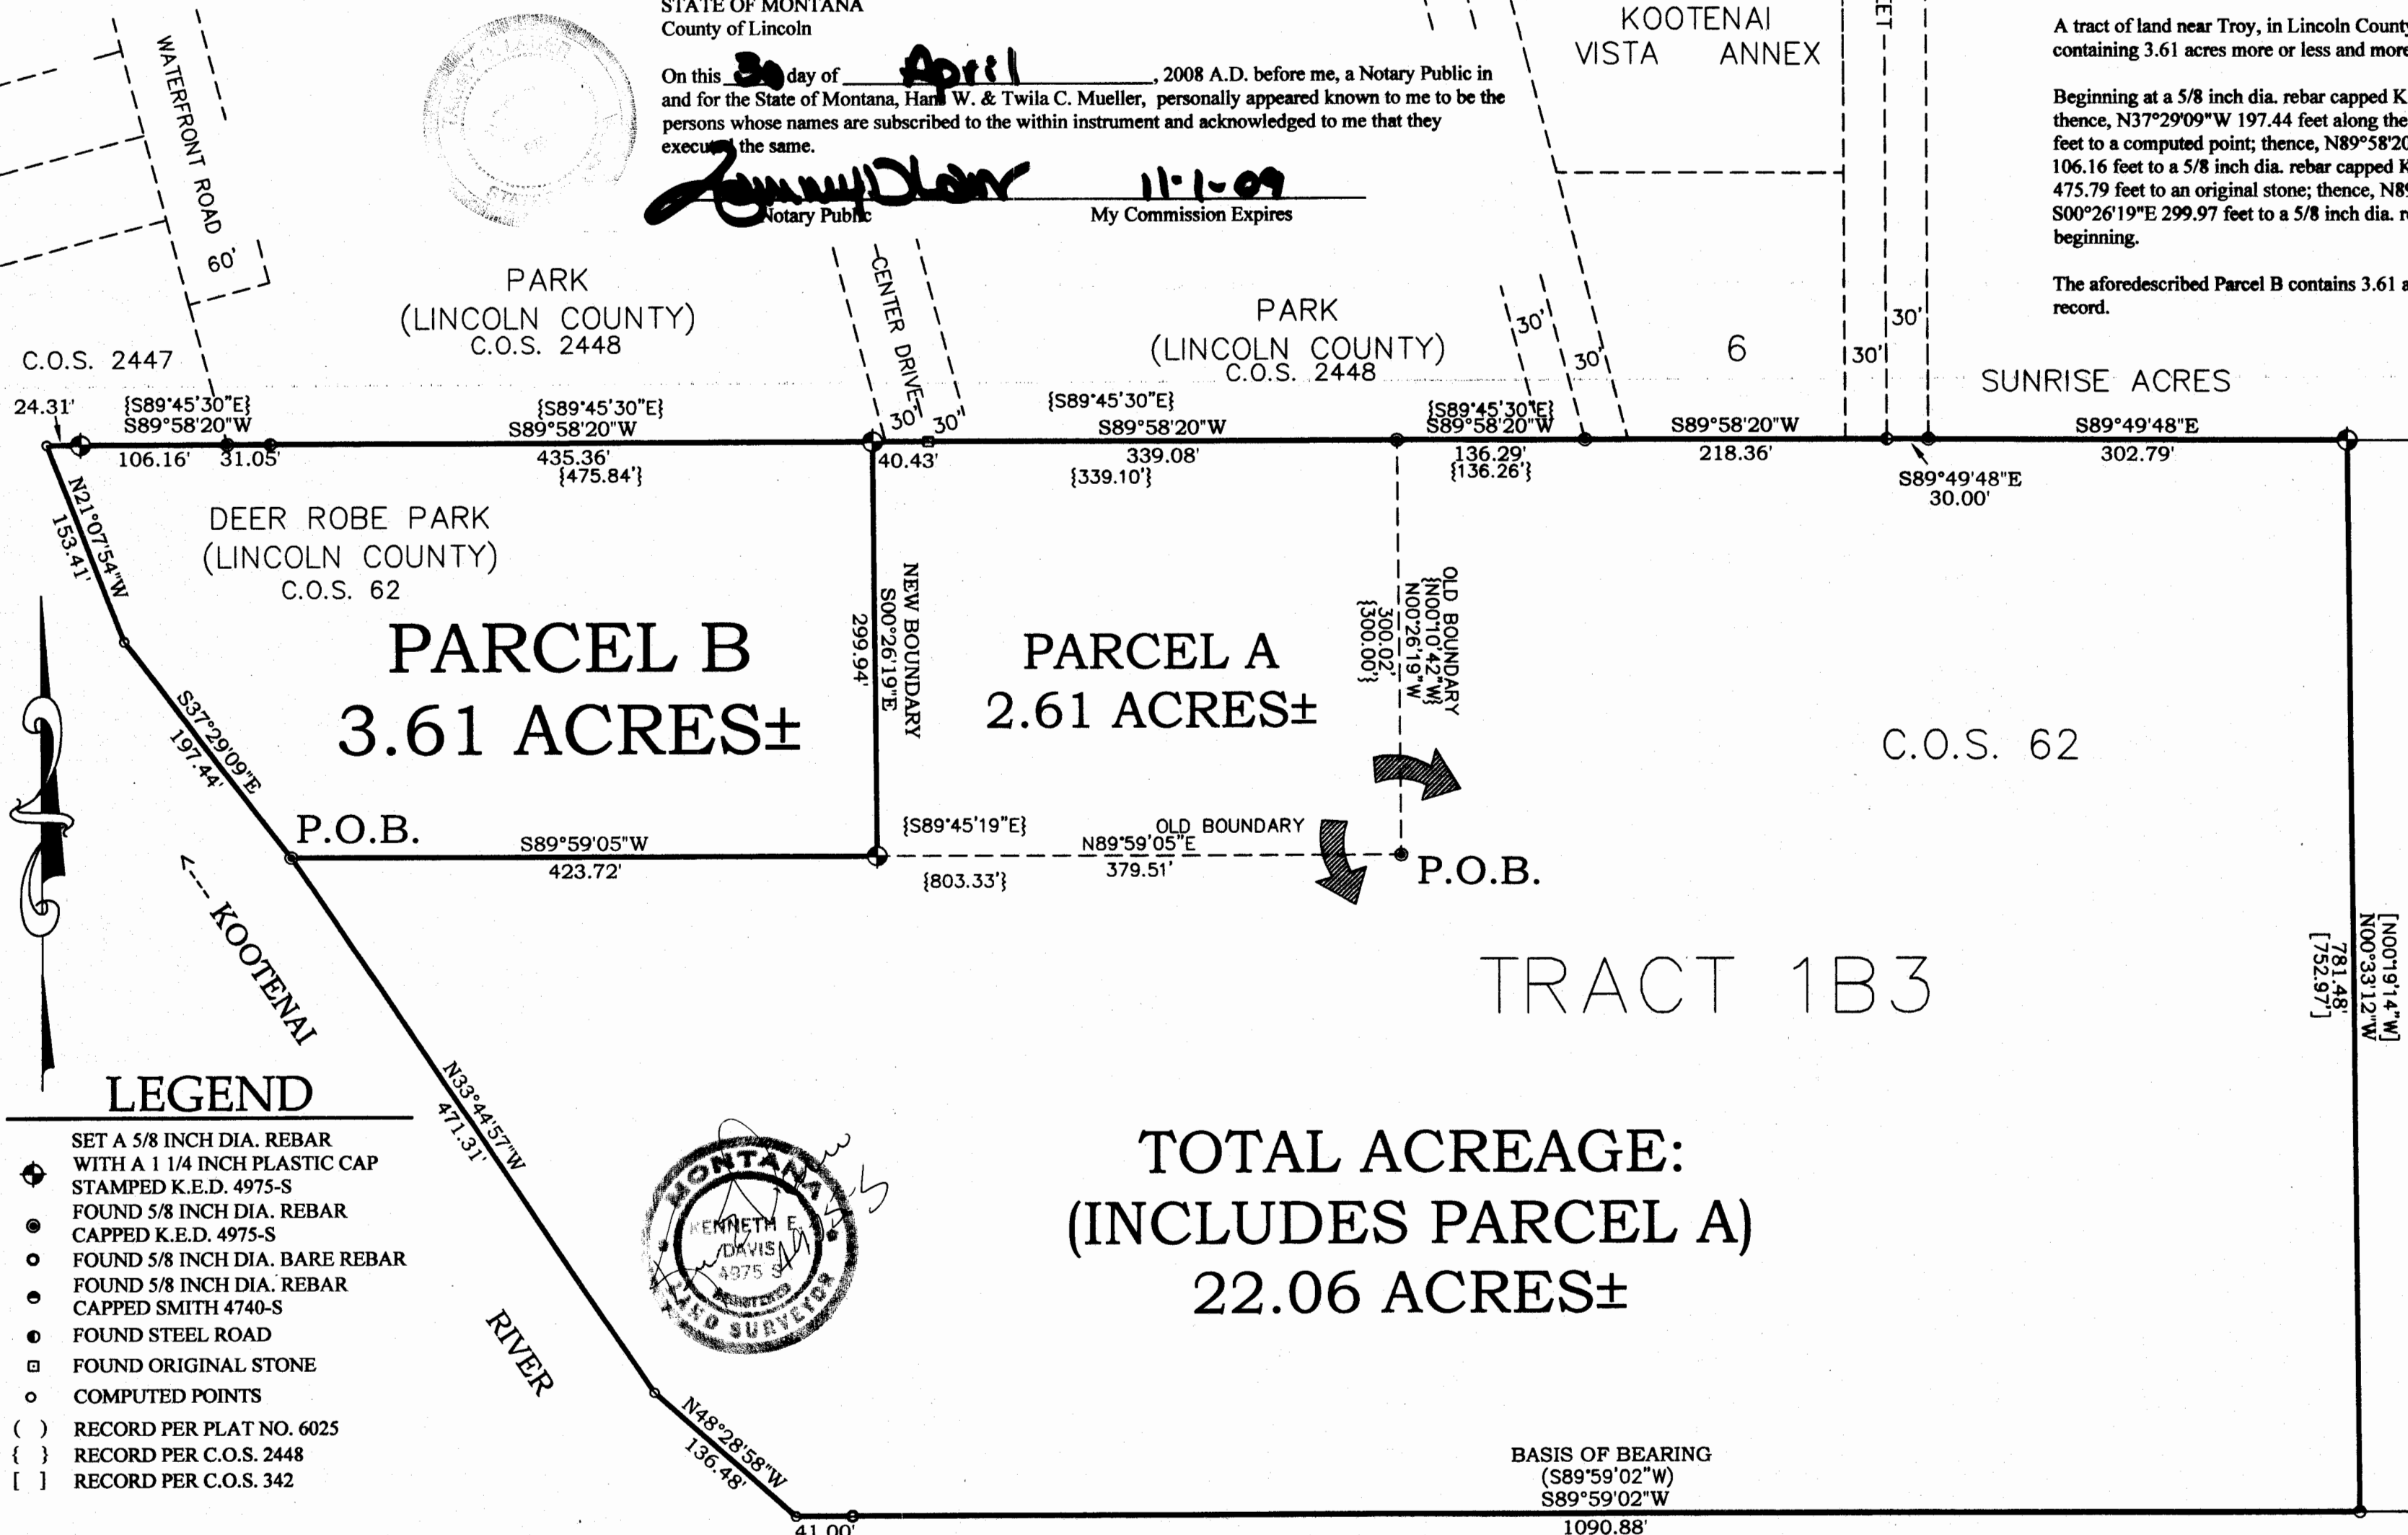 STATE OF MONTANA
County of Lincoln
On this 30 day of April, 2008 A.D. before me, a Notary Public in
and for the State of Montana, Hans W. & Twila C. Mueller, personally appeared known to me to be the
persons whose names are subscribed to the within instrument and acknowledged to me that they
executed the same.
11-1-09
Notary Public
My Commission Expires
A tract of land near Troy, in Lincoln County
containing 3.61 acres more or less and more
Beginning at a 5/8 inch dia. rebar capped K
thence, N37°29'09"W 197.44 feet along the
feet to a computed point; thence, N89°58'20
106.16 feet to a 5/8 inch dia. rebar capped K
475.79 feet to an original stone; thence, N89
S00°26'19"E 299.97 feet to a 5/8 inch dia. r
beginning.
The aforedescribed Parcel B contains 3.61 a
record.
WATERFRONT ROAD
60'
KOOTENAI
VISTA ANNEX
EET
PARK
(LINCOLN COUNTY)
C.O.S. 2448
CENTER DRIVE
30' 30'
PARK
(LINCOLN COUNTY)
C.O.S. 2448
30'
30'
6
30'
30'
SUNRISE ACRES
C.O.S. 2447
24.31'
{S89°45'30"E}
S89°58'20"W
106.16' 31.05'
{S89°45'30"E}
S89°58'20"W
435.36'
{475.84'}
40.43'
{S89°45'30"E}
S89°58'20"W
339.08'
{339.10'}
{S89°45'30"E}
S89°58'20"W
136.29'
{136.26'}
S89°58'20"W
218.36'
S89°49'48"E
30.00'
S89°49'48"E
302.79'
N21°07'54"W
153.41'
DEER ROBE PARK
(LINCOLN COUNTY)
C.O.S. 62
PARCEL B
3.61 ACRES±
NEW BOUNDARY
S00°26'19"E
299.94'
PARCEL A
2.61 ACRES±
OLD BOUNDARY
{N00°10'42"W}
N00°26'19"W
300.02'
{300.00'}
C.O.S. 62
S37°29'09"E
197.44'
P.O.B.
S89°59'05"W
423.72'
{S89°45'19"E}
OLD BOUNDARY
N89°59'05"E
379.51'
{803.33'}
P.O.B.
TRACT 1B3
[N00°19'14"W]
N00°33'12"W
781.48'
[752.97']
KOOTENAI
RIVER
N33°44'57"W
471.31'
N48°28'58"W
136.48'
41.00'
MONTANA
KENNETH E.
DAVIS
4975 S
REGISTERED
LAND SURVEYOR
TOTAL ACREAGE:
(INCLUDES PARCEL A)
22.06 ACRES±
BASIS OF BEARING
(S89°59'02"W)
S89°59'02"W
1090.88'
LEGEND
SET A 5/8 INCH DIA. REBAR
WITH A 1 1/4 INCH PLASTIC CAP
STAMPED K.E.D. 4975-S
FOUND 5/8 INCH DIA. REBAR
CAPPED K.E.D. 4975-S
FOUND 5/8 INCH DIA. BARE REBAR
FOUND 5/8 INCH DIA. REBAR
CAPPED SMITH 4740-S
FOUND STEEL ROAD
FOUND ORIGINAL STONE
COMPUTED POINTS
( ) RECORD PER PLAT NO. 6025
{ } RECORD PER C.O.S. 2448
[ ] RECORD PER C.O.S. 342